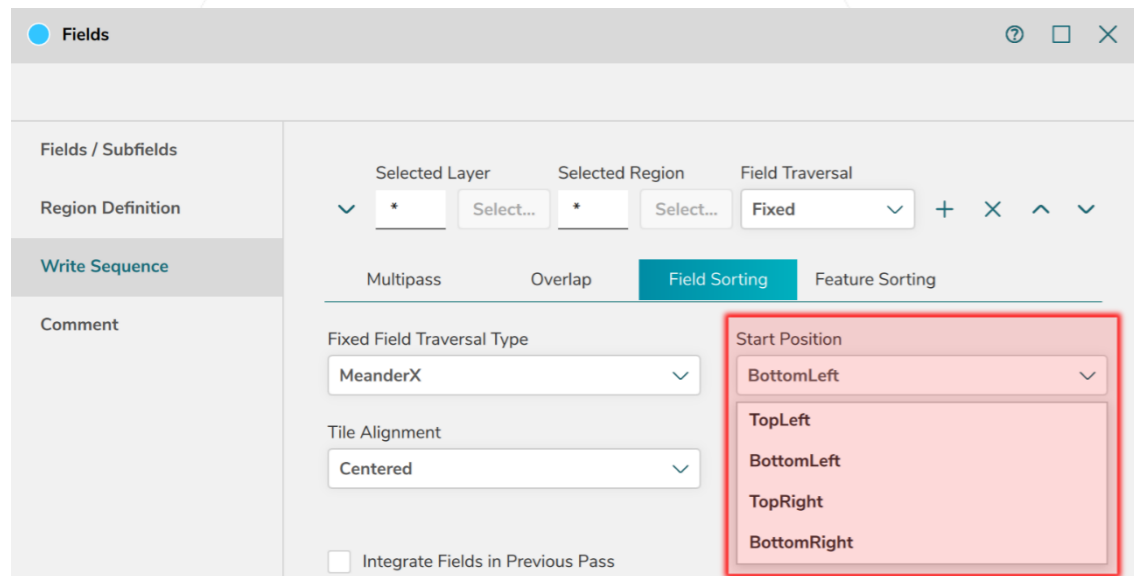 Fields
Fields / Subfields
Region Definition
Write Sequence
Comment
Selected Layer Selected Region Field Traversal
* Select... * Select... Fixed
Multipass Overlap Field Sorting Feature Sorting
Fixed Field Traversal Type
MeanderX
Tile Alignment
Centered
Integrate Fields in Previous Pass
Start Position
BottomLeft
TopLeft
BottomLeft
TopRight
BottomRight